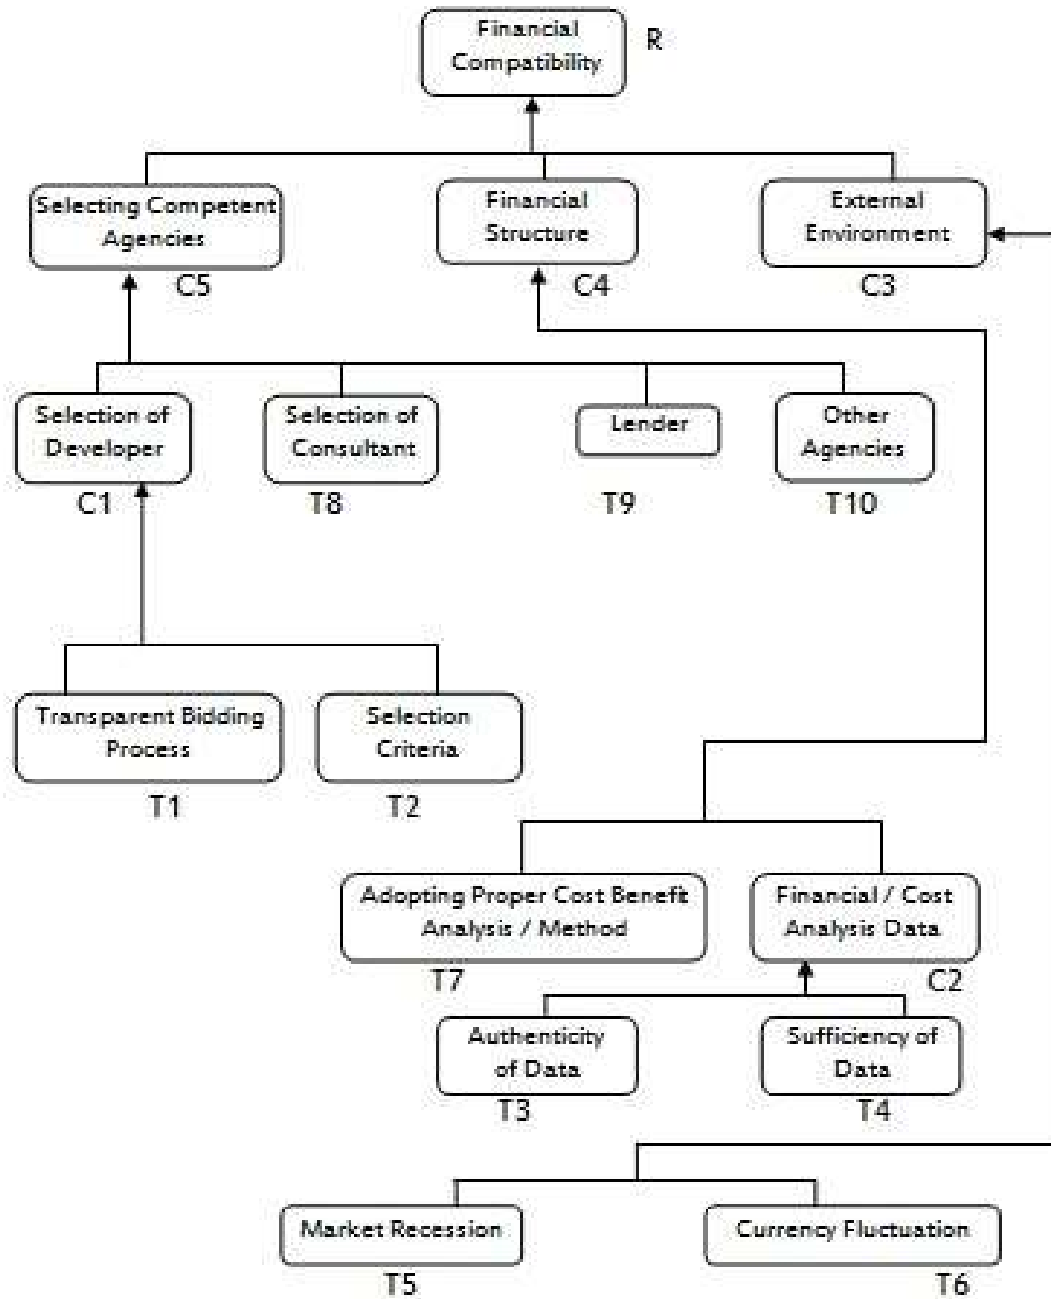 Financial
Compatibility
R
Selecting Competent
Agencies
C5
Financial
Structure
C4
External
Environment
C3
Selection of
Developer
C1
Selection of
Consultant
T8
Lender
T9
Other
Agencies
T10
Transparent Bidding
Process
T1
Selection
Criteria
T2
Adopting Proper Cost Benefit
Analysis / Method
T7
Financial / Cost
Analysis Data
C2
Authenticity
of Data
T3
Sufficiency of
Data
T4
Market Recession
T5
Currency Fluctuation
T6